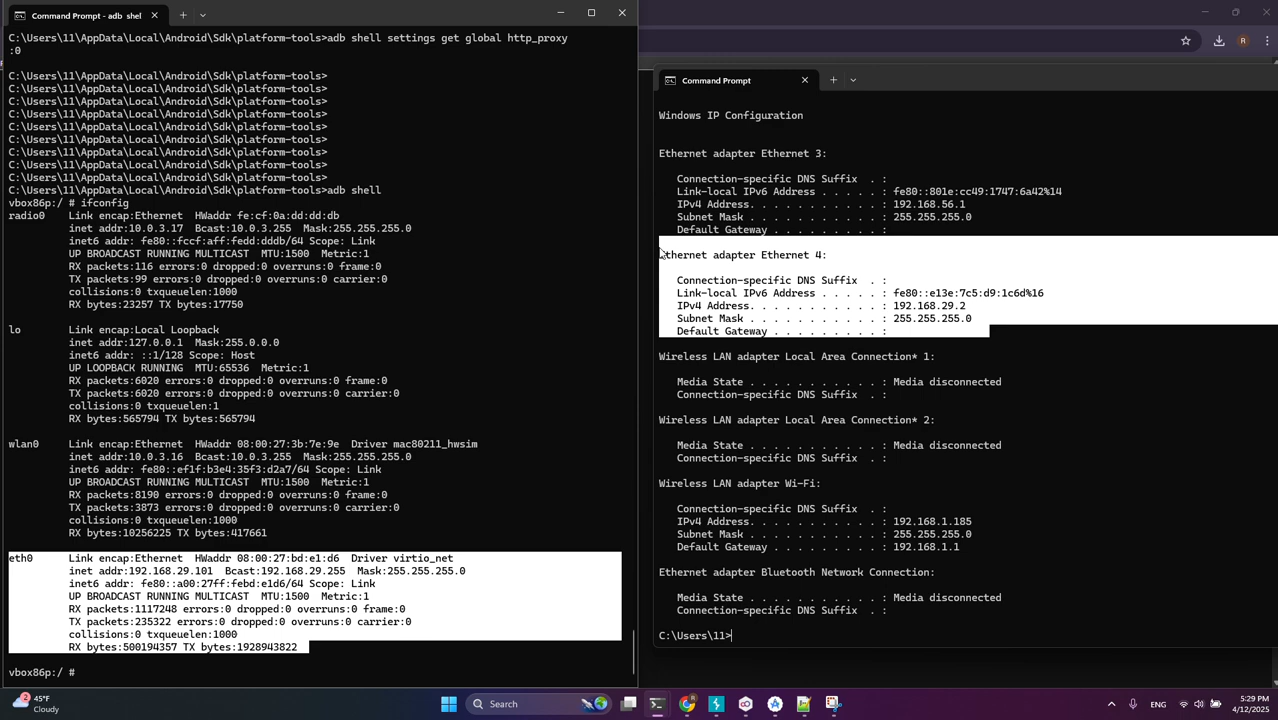 Command Prompt - adb shel
C:\Users\11\AppData\Local\Android\Sdk\platform-tools>adb shell settings get global http_proxy
:0
C:\Users\11\AppData\Local\Android\Sdk\platform-tools>
C:\Users\11\AppData\Local\Android\Sdk\platform-tools>
C:\Users\11\AppData\Local\Android\Sdk\platform-tools>
C:\Users\11\AppData\Local\Android\Sdk\platform-tools>
C:\Users\11\AppData\Local\Android\Sdk\platform-tools>
C:\Users\11\AppData\Local\Android\Sdk\platform-tools>
C:\Users\11\AppData\Local\Android\Sdk\platform-tools>
C:\Users\11\AppData\Local\Android\Sdk\platform-tools>
C:\Users\11\AppData\Local\Android\Sdk\platform-tools>
C:\Users\11\AppData\Local\Android\Sdk\platform-tools>adb shell
vbox86p:/ # ifconfig
radio0    Link encap:Ethernet  HWaddr fe:cf:0a:dd:dd:db
          inet addr:10.0.3.17  Bcast:10.0.3.255  Mask:255.255.255.0
          inet6 addr: fe80::fccf:aff:fedd:dddb/64 Scope: Link
          UP BROADCAST RUNNING MULTICAST  MTU:1500  Metric:1
          RX packets:116 errors:0 dropped:0 overruns:0 frame:0
          TX packets:99 errors:0 dropped:0 overruns:0 carrier:0
          collisions:0 txqueuelen:1000
          RX bytes:23257 TX bytes:17750
lo        Link encap:Local Loopback
          inet addr:127.0.0.1  Mask:255.0.0.0
          inet6 addr: ::1/128 Scope: Host
          UP LOOPBACK RUNNING  MTU:65536  Metric:1
          RX packets:6020 errors:0 dropped:0 overruns:0 frame:0
          TX packets:6020 errors:0 dropped:0 overruns:0 carrier:0
          collisions:0 txqueuelen:1
          RX bytes:565794 TX bytes:565794
wlan0     Link encap:Ethernet  HWaddr 08:00:27:3b:7e:9e  Driver mac80211_hwsim
          inet addr:10.0.3.16  Bcast:10.0.3.255  Mask:255.255.255.0
          inet6 addr: fe80::ef1f:b3e4:35f3:d2a7/64 Scope: Link
          UP BROADCAST RUNNING MULTICAST  MTU:1500  Metric:1
          RX packets:8190 errors:0 dropped:0 overruns:0 frame:0
          TX packets:3873 errors:0 dropped:0 overruns:0 carrier:0
          collisions:0 txqueuelen:1000
          RX bytes:10256225 TX bytes:417661
eth0      Link encap:Ethernet  HWaddr 08:00:27:bd:e1:d6  Driver virtio_net
          inet addr:192.168.29.101  Bcast:192.168.29.255  Mask:255.255.255.0
          inet6 addr: fe80::a00:27ff:febd:e1d6/64 Scope: Link
          UP BROADCAST RUNNING MULTICAST  MTU:1500  Metric:1
          RX packets:1117248 errors:0 dropped:0 overruns:0 frame:0
          TX packets:235322 errors:0 dropped:0 overruns:0 carrier:0
          collisions:0 txqueuelen:1000
          RX bytes:500194357 TX bytes:1928943822
vbox86p:/ #
R
Command Prompt
Windows IP Configuration
Ethernet adapter Ethernet 3:
   Connection-specific DNS Suffix  . :
   Link-local IPv6 Address . . . . . : fe80::801e:cc49:1747:6a42%14
   IPv4 Address. . . . . . . . . . . : 192.168.56.1
   Subnet Mask . . . . . . . . . . . : 255.255.255.0
   Default Gateway . . . . . . . . . :
Ethernet adapter Ethernet 4:
   Connection-specific DNS Suffix  . :
   Link-local IPv6 Address . . . . . : fe80::e13e:7c5:d9:1c6d%16
   IPv4 Address. . . . . . . . . . . : 192.168.29.2
   Subnet Mask . . . . . . . . . . . : 255.255.255.0
   Default Gateway . . . . . . . . . :
Wireless LAN adapter Local Area Connection* 1:
   Media State . . . . . . . . . . . : Media disconnected
   Connection-specific DNS Suffix  . :
Wireless LAN adapter Local Area Connection* 2:
   Media State . . . . . . . . . . . : Media disconnected
   Connection-specific DNS Suffix  . :
Wireless LAN adapter Wi-Fi:
   Connection-specific DNS Suffix  . :
   IPv4 Address. . . . . . . . . . . : 192.168.1.185
   Subnet Mask . . . . . . . . . . . : 255.255.255.0
   Default Gateway . . . . . . . . . : 192.168.1.1
Ethernet adapter Bluetooth Network Connection:
   Media State . . . . . . . . . . . : Media disconnected
   Connection-specific DNS Suffix  . :
C:\Users\11>
2
45°F
Cloudy
Search
ENG
5:29 PM
4/12/2025